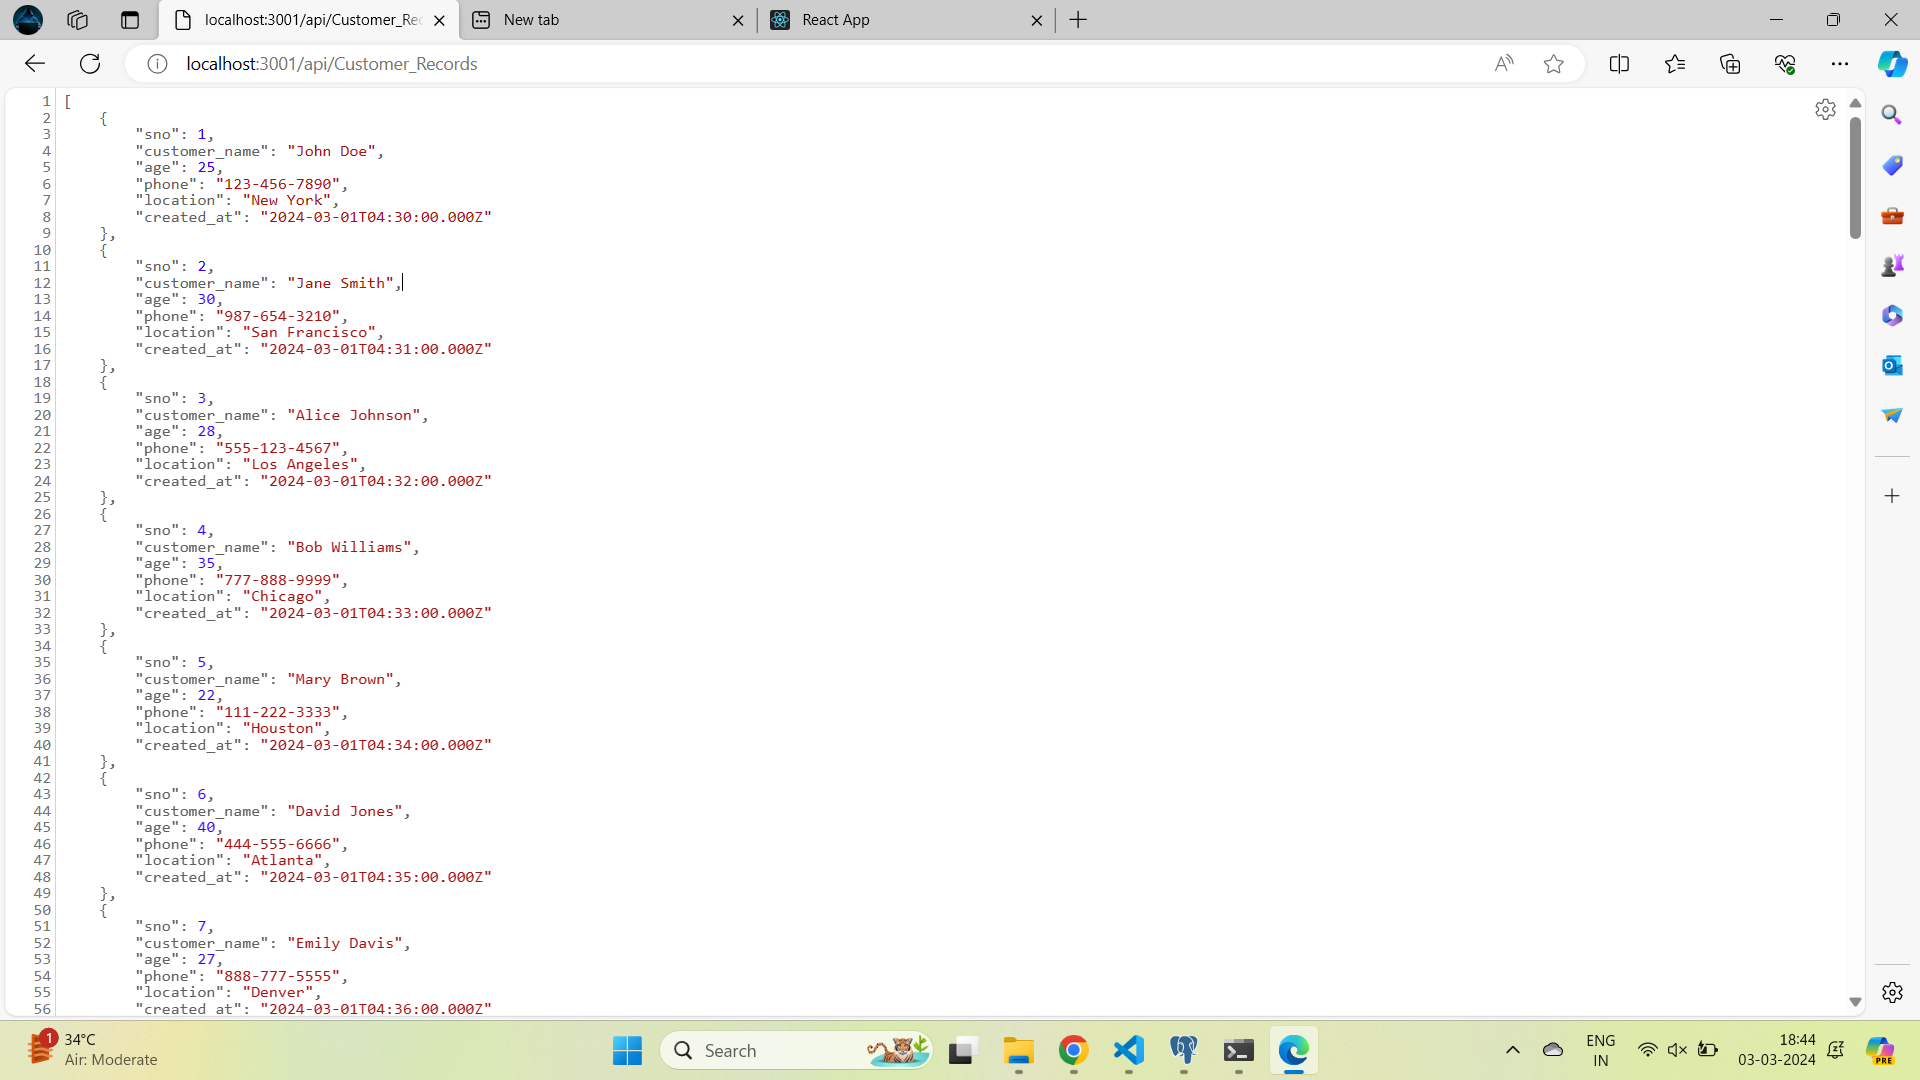 localhost:3001/api/Customer_Rec
New tab
React App
localhost:3001/api/Customer_Records
1 [
2 {
3 "sno": 1,
4 "customer_name": "John Doe",
5 "age": 25,
6 "phone": "123-456-7890",
7 "location": "New York",
8 "created_at": "2024-03-01T04:30:00.000Z"
9 },
10 {
11 "sno": 2,
12 "customer_name": "Jane Smith",
13 "age": 30,
14 "phone": "987-654-3210",
15 "location": "San Francisco",
16 "created_at": "2024-03-01T04:31:00.000Z"
17 },
18 {
19 "sno": 3,
20 "customer_name": "Alice Johnson",
21 "age": 28,
22 "phone": "555-123-4567",
23 "location": "Los Angeles",
24 "created_at": "2024-03-01T04:32:00.000Z"
25 },
26 {
27 "sno": 4,
28 "customer_name": "Bob Williams",
29 "age": 35,
30 "phone": "777-888-9999",
31 "location": "Chicago",
32 "created_at": "2024-03-01T04:33:00.000Z"
33 },
34 {
35 "sno": 5,
36 "customer_name": "Mary Brown",
37 "age": 22,
38 "phone": "111-222-3333",
39 "location": "Houston",
40 "created_at": "2024-03-01T04:34:00.000Z"
41 },
42 {
43 "sno": 6,
44 "customer_name": "David Jones",
45 "age": 40,
46 "phone": "444-555-6666",
47 "location": "Atlanta",
48 "created_at": "2024-03-01T04:35:00.000Z"
49 },
50 {
51 "sno": 7,
52 "customer_name": "Emily Davis",
53 "age": 27,
54 "phone": "888-777-5555",
55 "location": "Denver",
56 "created_at": "2024-03-01T04:36:00.000Z"
1
34°C
Air: Moderate
Search
ENG
IN
18:44
03-03-2024
PRE